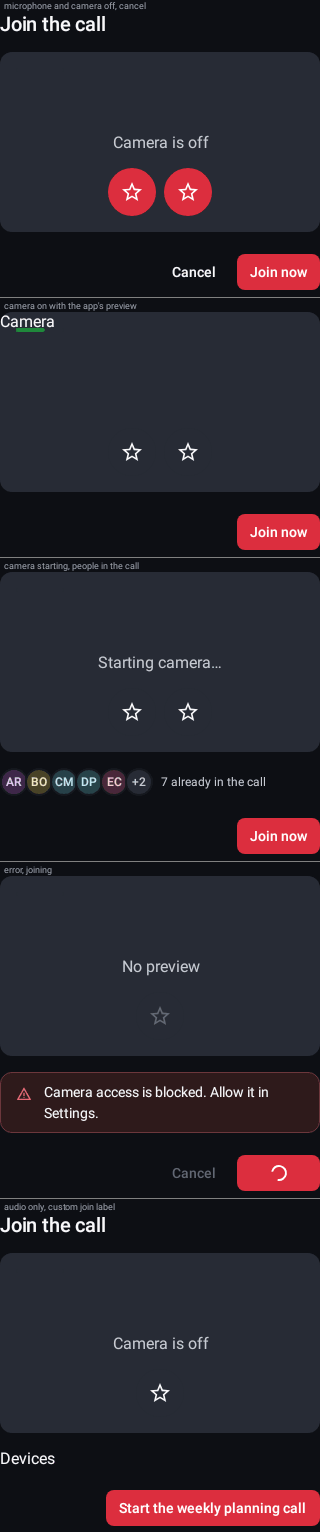 microphone and camera off, cancel
Join the call
Camera is off
Cancel
Join now
camera on with the app's preview
Camera
Join now
camera starting, people in the call
Starting camera...
AR BO CM DP EC +2 7 already in the call
Join now
error, joining
No preview
Camera access is blocked. Allow it in
Settings.
Cancel
audio only, custom join label
Join the call
Camera is off
Devices
Start the weekly planning call